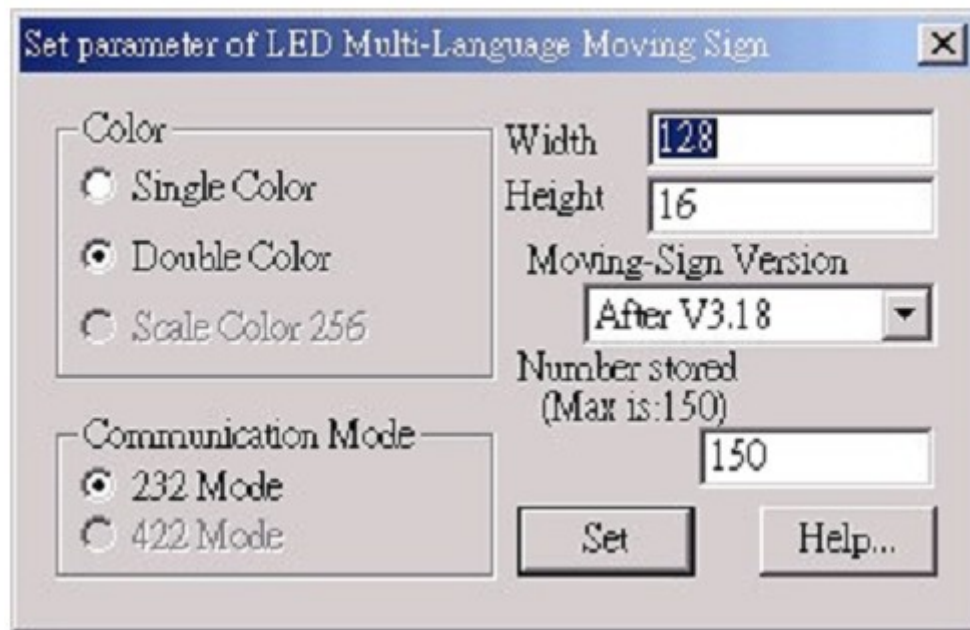 Set parameter of LED Multi-Language Moving Sign
Color
Single Color
Double Color
Scale Color 256
Communication Mode
232 Mode
422 Mode
Width 128
Height 16
Moving-Sign Version
After V3.18
Number stored
(Max is:150)
150
Set Help...